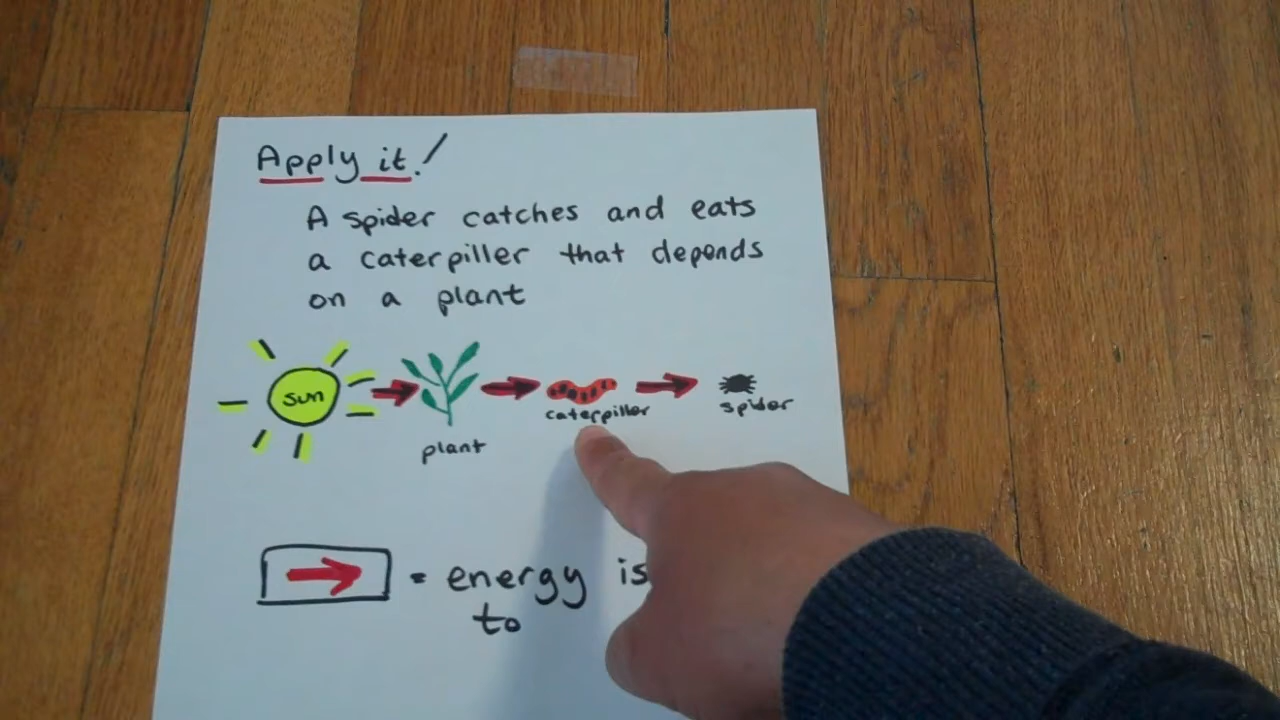 Apply it!
A spider catches and eats
a caterpiller that depends
on a plant
sun
caterpiller
spider
plant
= energy is
to